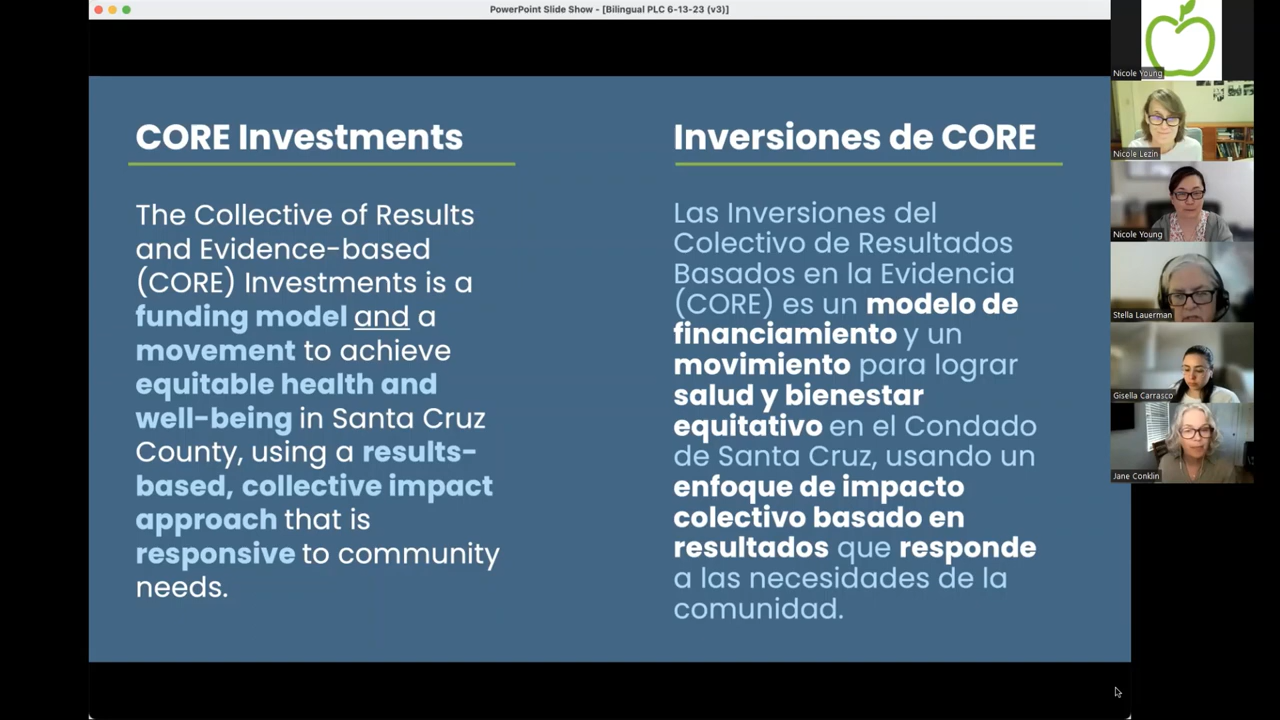 PowerPoint Slide Show - [Bilingual PLC 6-13-23 (v3)]
CORE Investments
The Collective of Results
and Evidence-based
(CORE) Investments is a
funding model and a
movement to achieve
equitable health and
well-being in Santa Cruz
County, using a results-
based, collective impact
approach that is
responsive to community
needs.
Inversiones de CORE
Las Inversiones del
Colectivo de Resultados
Basados en la Evidencia
(CORE) es un modelo de
financiamiento y un
movimiento para lograr
salud y bienestar
equitativo en el Condado
de Santa Cruz, usando un
enfoque de impacto
colectivo basado en
resultados que responde
a las necesidades de la
comunidad.
Nicole Young
Nicole Lezin
Nicole Young
Stella Lauerman
Gisella Carrasco
Jane Conklin